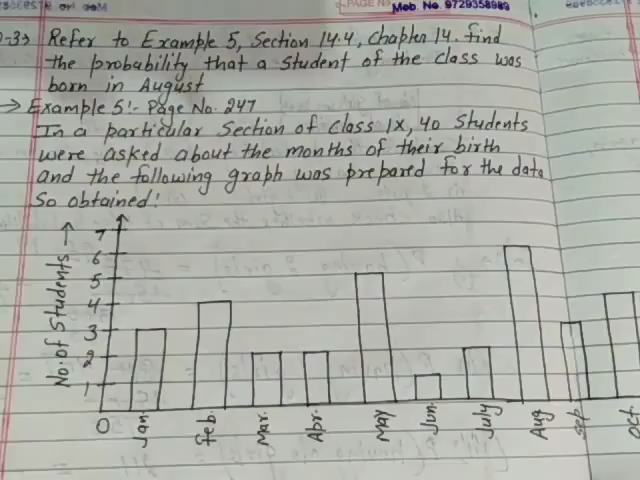 PAGE NO
Mob. No. 9729358989
-3) Refer to Example 5, Section 14.4, Chapter 14. find
the probability that a student of the class was
born in August
→ Example 5:- Page No. 247
In a particular Section of class IX, 40 Students
were asked about the months of their birth
and the following graph was prepared for the data
So obtained:
No. of Students →
7
6
5
4
3
2
1
0
Jan. Feb. Mar. Apr. May Jun. July Aug Sep Oct.